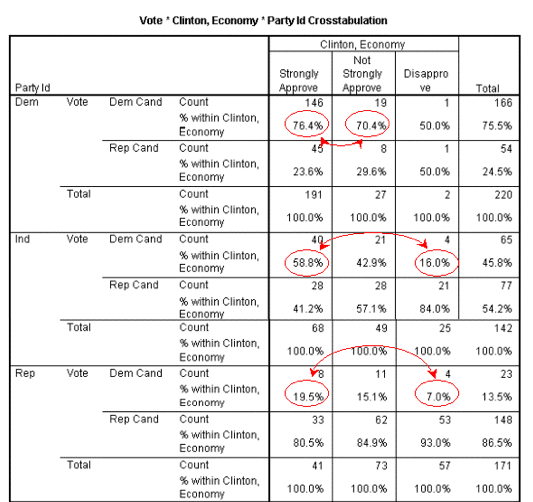 Vote * Clinton, Economy * Party Id Crosstabulation
Clinton, Economy
Party Id Strongly Approve Not Strongly Approve Disapprove Total
Dem Vote Dem Cand Count 146 19 1 166
% within Clinton, Economy 76.4% 70.4% 50.0% 75.5%
Rep Cand Count 45 8 1 54
% within Clinton, Economy 23.6% 29.6% 50.0% 24.5%
Total Count 191 27 2 220
% within Clinton, Economy 100.0% 100.0% 100.0% 100.0%
Ind Vote Dem Cand Count 40 21 4 65
% within Clinton, Economy 58.8% 42.9% 16.0% 45.8%
Rep Cand Count 28 28 21 77
% within Clinton, Economy 41.2% 57.1% 84.0% 54.2%
Total Count 68 49 25 142
% within Clinton, Economy 100.0% 100.0% 100.0% 100.0%
Rep Vote Dem Cand Count 8 11 4 23
% within Clinton, Economy 19.5% 15.1% 7.0% 13.5%
Rep Cand Count 33 62 53 148
% within Clinton, Economy 80.5% 84.9% 93.0% 86.5%
Total Count 41 73 57 171
% within Clinton, Economy 100.0% 100.0% 100.0% 100.0%